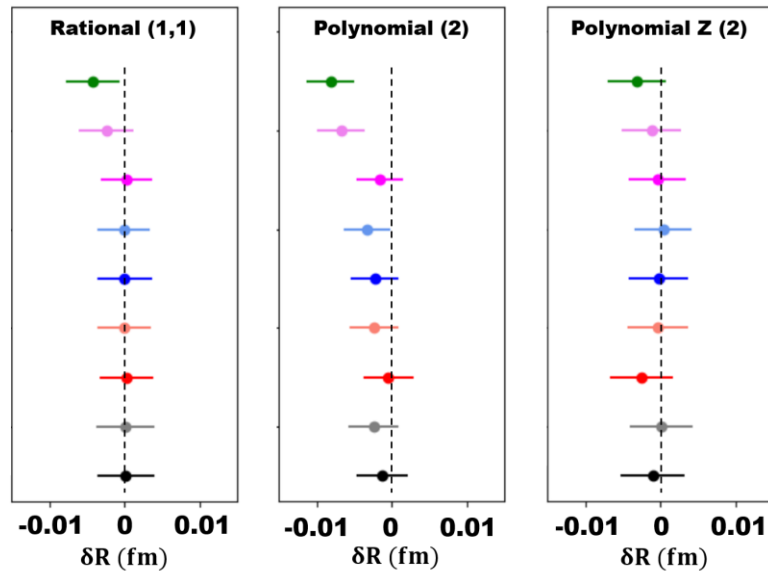 Rational (1,1)
Polynomial (2)
Polynomial Z (2)
-0.01 0 0.01
-0.01 0 0.01
-0.01 0 0.01
δR (fm)
δR (fm)
δR (fm)